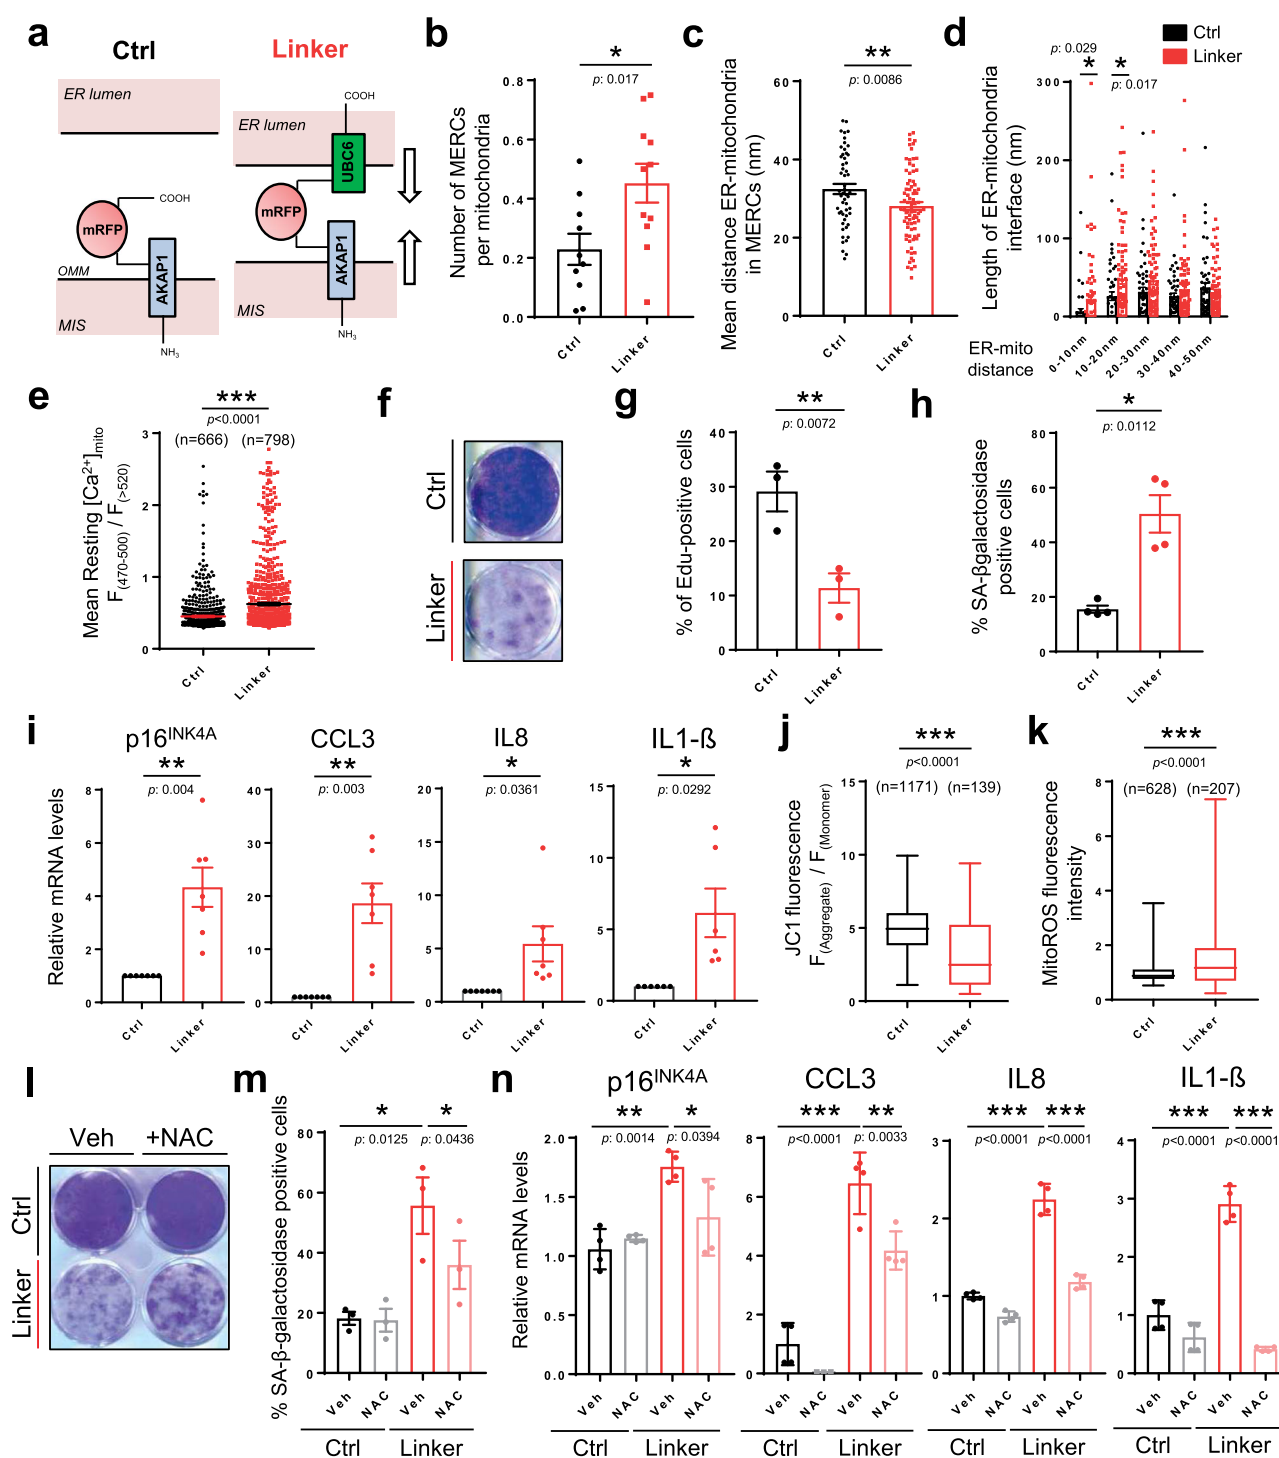 a
Ctrl
Linker
ER lumen
mRFP
COOH
OMM
AKAP1
MIS
NH3
COOH
ER lumen
UBC6
mRFP
AKAP1
MIS
NH3
b
*
p: 0.017
Number of MERCs
per mitochondria
0.8
0.6
0.4
0.2
0.0
Ctrl
Linker
c
**
p: 0.0086
Mean distance ER-mitochondria
in MERCs (nm)
60
40
20
0
Ctrl
Linker
d
Ctrl
Linker
p: 0.029
*
*
p: 0.017
Length of ER-mitochondria
interface (nm)
300
200
100
0
ER-mito
distance
0-10nm
10-20nm
20-30nm
30-40nm
40-50nm
e
***
p<0.0001
(n=666)
(n=798)
Mean Resting [Ca2+]mito
F(470-500) / F(>520)
3
2
1
0
Ctrl
Linker
f
Ctrl
Linker
g
**
p: 0.0072
% of Edu-positive cells
40
30
20
10
0
Ctrl
Linker
h
*
p: 0.0112
% SA-βgalactosidase
positive cells
80
60
40
20
0
Ctrl
Linker
i
Relative mRNA levels
p16INK4A
**
p: 0.004
8
6
4
2
0
Ctrl
Linker
CCL3
**
p: 0.003
40
30
20
10
0
Ctrl
Linker
IL8
*
p: 0.0361
20
15
10
5
0
Ctrl
Linker
IL1-ß
*
p: 0.0292
15
10
5
0
Ctrl
Linker
j
***
p<0.0001
(n=1171)
(n=139)
JC1 fluorescence
F(Aggregate) / F(Monomer)
15
10
5
0
Ctrl
Linker
k
***
p<0.0001
(n=628)
(n=207)
MitoROS fluorescence
intensity
8
6
4
2
0
Ctrl
Linker
l
Veh
+NAC
Ctrl
Linker
m
*
*
p: 0.0125
p: 0.0436
% SA-β-galactosidase positive cells
80
60
40
20
0
Veh
NAC
Veh
NAC
Ctrl
Linker
n
Relative mRNA levels
p16INK4A
**
*
p: 0.0014
p: 0.0394
2.0
1.5
1.0
0.5
0.0
Veh
NAC
Veh
NAC
Ctrl
Linker
CCL3
***
**
p<0.0001
p: 0.0033
8
6
4
2
0
Veh
NAC
Veh
NAC
Ctrl
Linker
IL8
***
***
p<0.0001
p<0.0001
3
2
1
0
Veh
NAC
Veh
NAC
Ctrl
Linker
IL1-ß
***
***
p<0.0001
p<0.0001
4
3
2
1
0
Veh
NAC
Veh
NAC
Ctrl
Linker